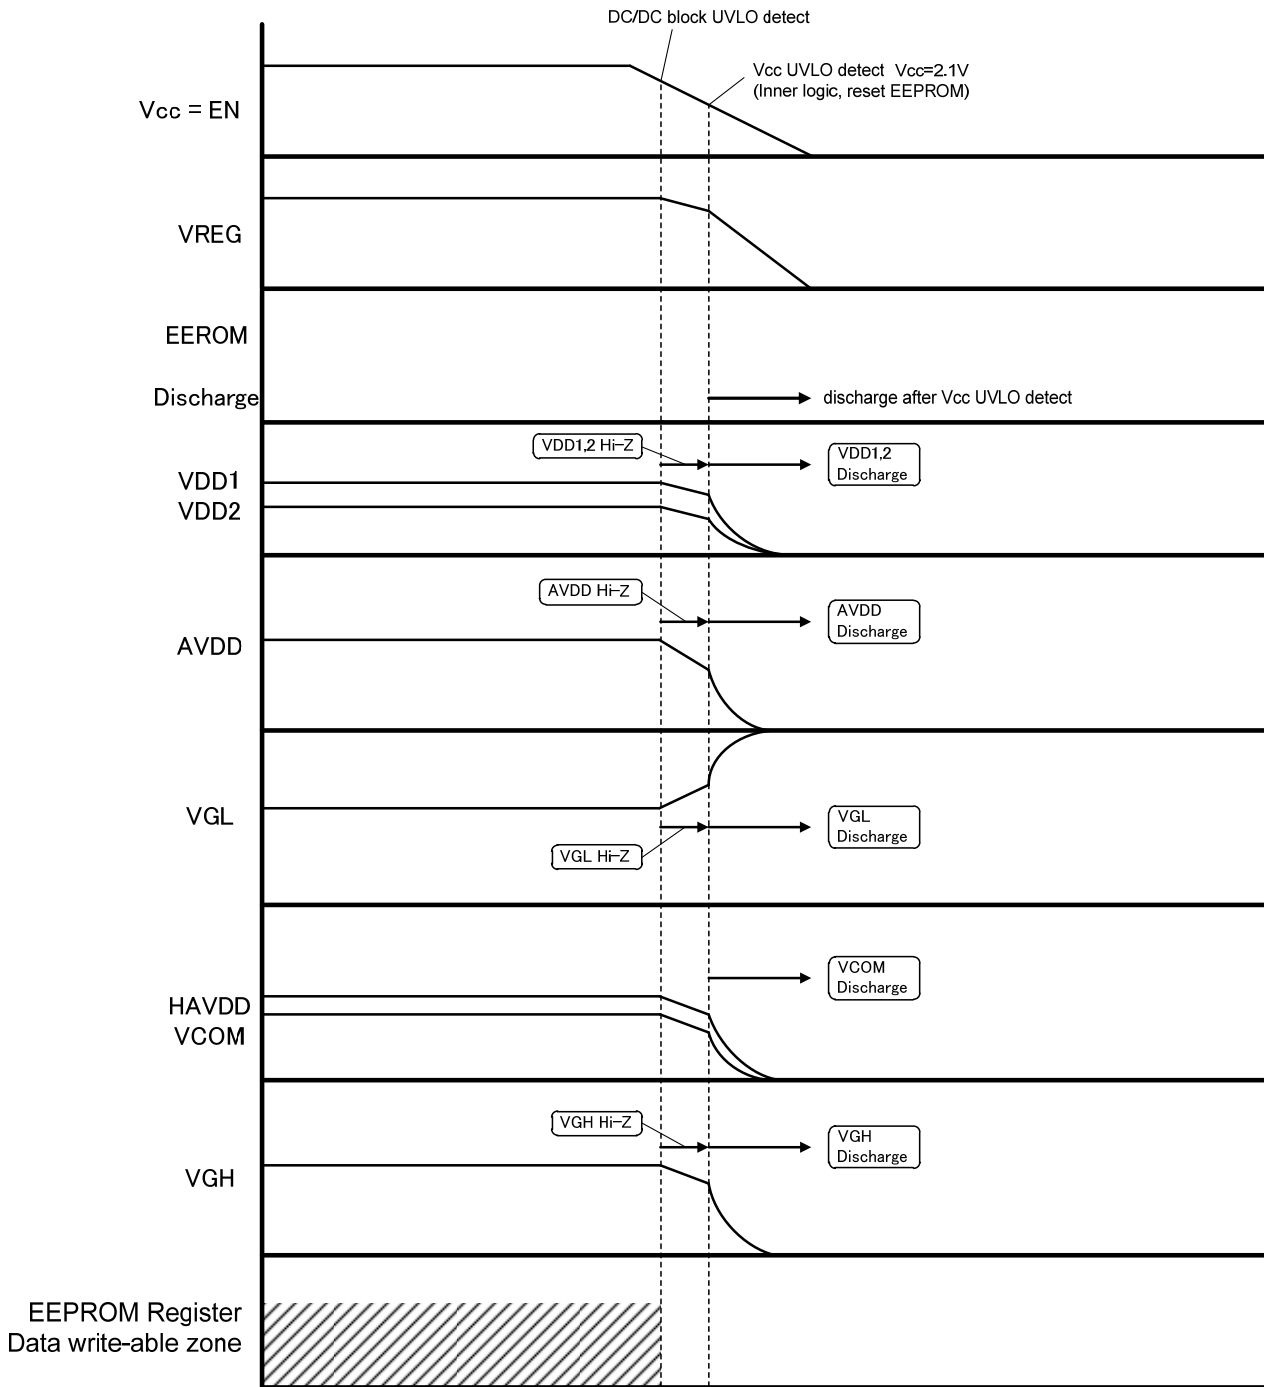 DC/DC block UVLO detect
Vcc UVLO detect Vcc=2.1V
(Inner logic, reset EEPROM)
Vcc = EN
VREG
EEROM
Discharge
discharge after Vcc UVLO detect
VDD1,2 Hi-Z
VDD1,2
Discharge
VDD1
VDD2
AVDD Hi-Z
AVDD
Discharge
AVDD
VGL
VGL
Discharge
VGL Hi-Z
VCOM
Discharge
HAVDD
VCOM
VGH Hi-Z
VGH
Discharge
VGH
EEPROM Register
Data write-able zone